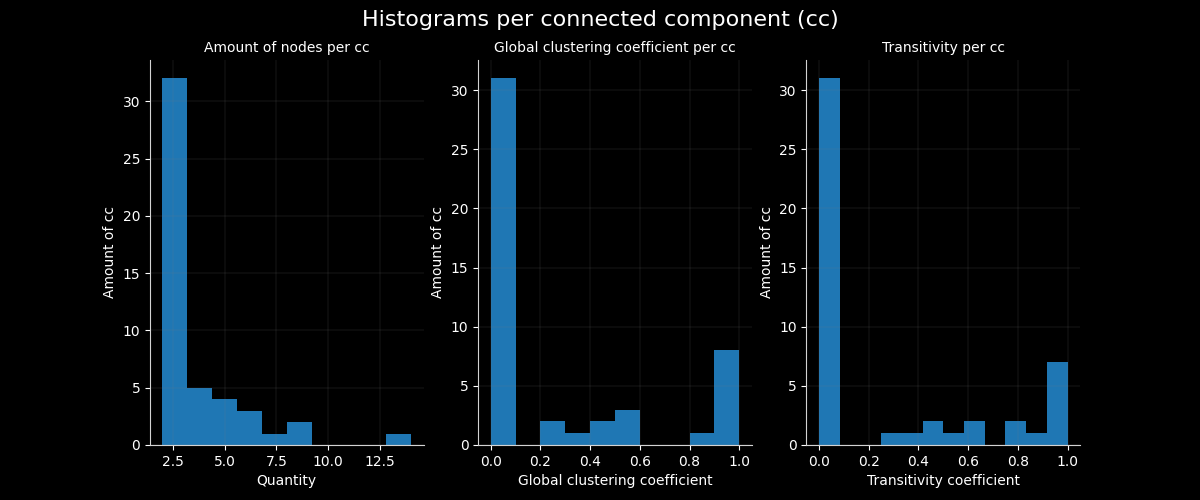 Histograms per connected component (cc)
Amount of nodes per cc
Amount of cc
30
25
20
15
10
5
0
2.5 5.0 7.5 10.0 12.5
Quantity
Global clustering coefficient per cc
Amount of cc
30
25
20
15
10
5
0
0.0 0.2 0.4 0.6 0.8 1.0
Global clustering coefficient
Transitivity per cc
Amount of cc
30
25
20
15
10
5
0
0.0 0.2 0.4 0.6 0.8 1.0
Transitivity coefficient